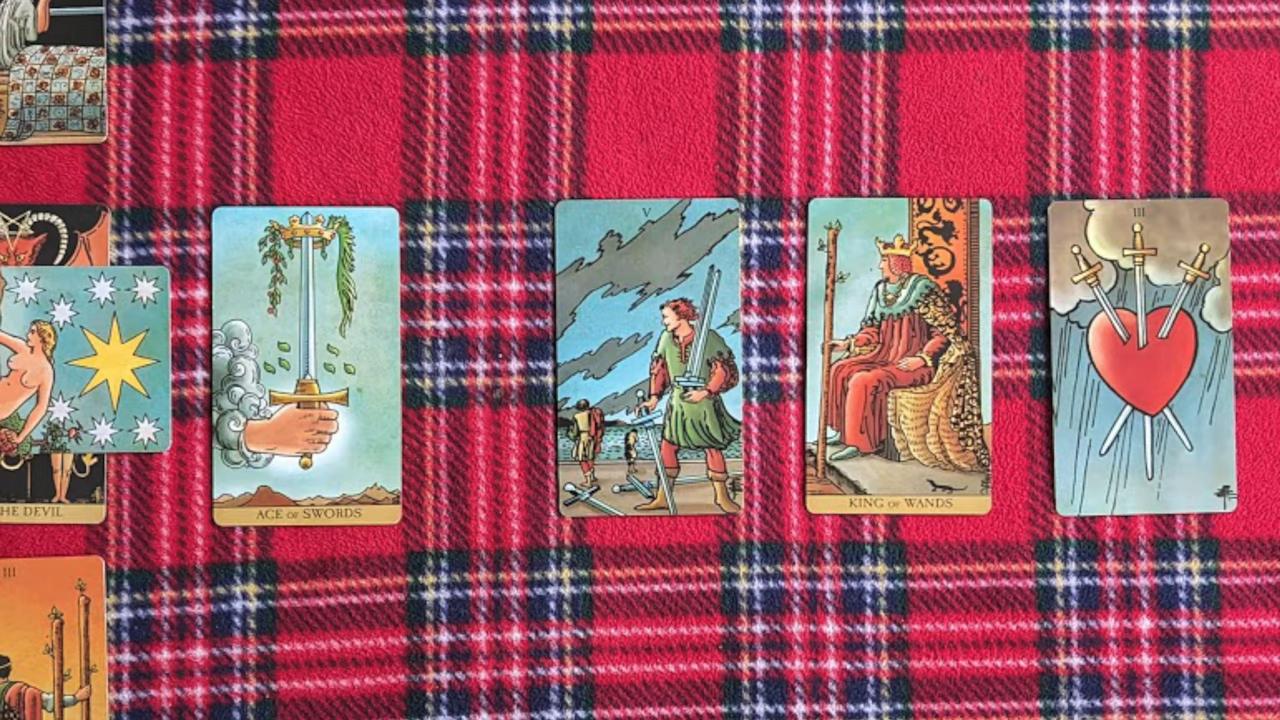 HE DEVIL
ACE OF SWORDS
V
KING OF WANDS
III
III